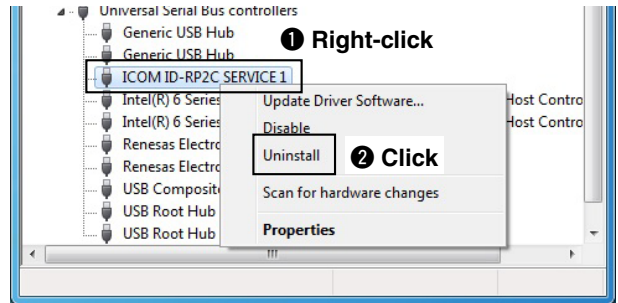 Universal Serial Bus controllers
Generic USB Hub
❶ Right-click
Generic USB Hub
ICOM ID-RP2C SERVICE 1
Intel(R) 6 Series
Update Driver Software...
Host Contro
Intel(R) 6 Series
Disable
Host Contro
Renesas Electro
Uninstall
❷ Click
Renesas Electro
USB Composit
Scan for hardware changes
USB Root Hub
USB Root Hub
Properties